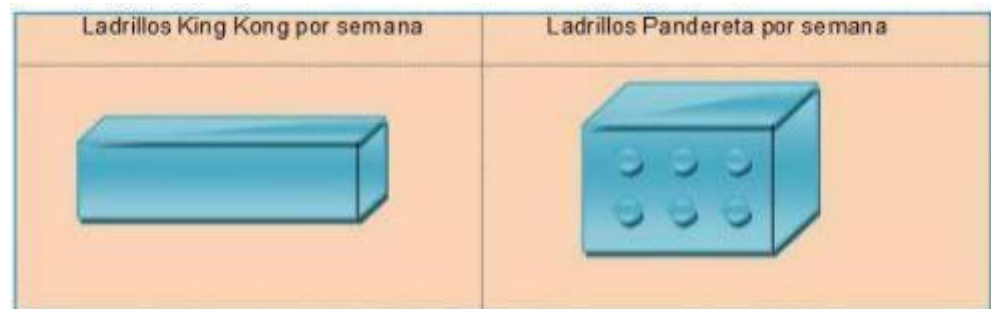 Ladrillos King Kong por semana
Ladrillos Pandereta por semana